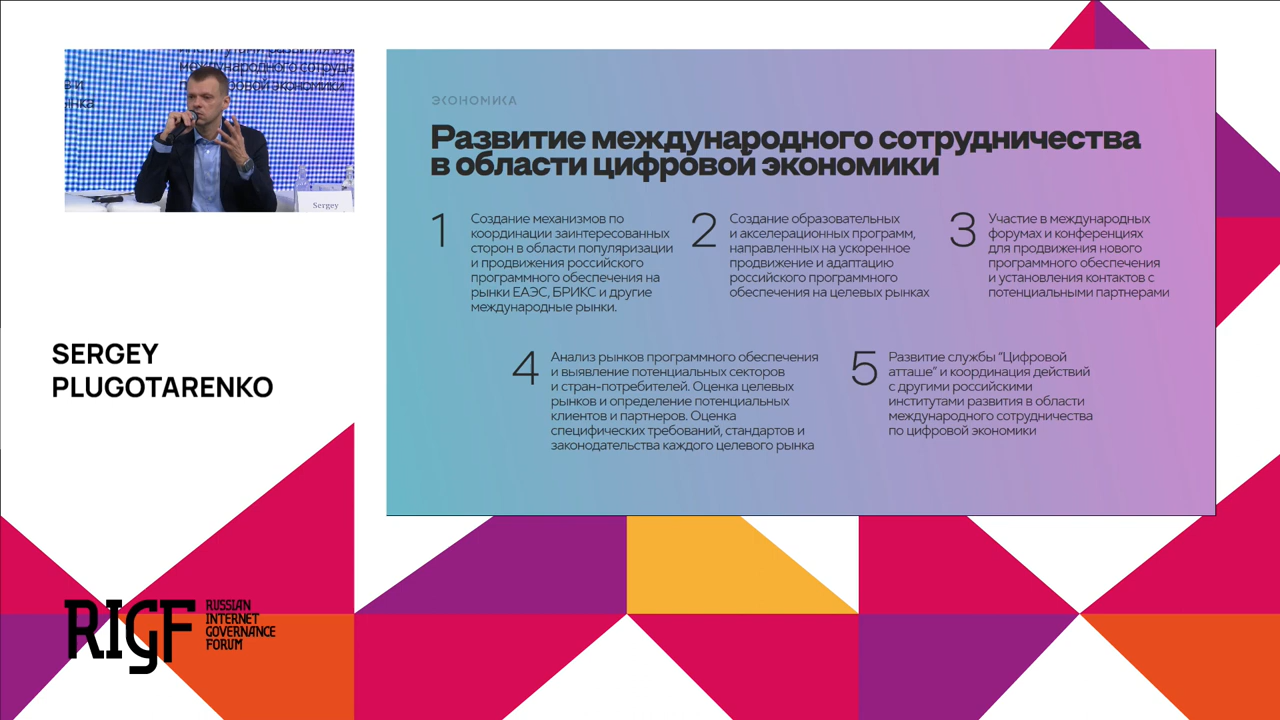 международного сотрудн
овой экономики
Sergey
SERGEY
PLUGOTARENKO
ЭКОНОМИКА
Развитие международного сотрудничества
в области цифровой экономики
1
Создание механизмов по
координации заинтересованных
сторон в области популяризации
и продвижения российского
программного обеспечения на
рынки ЕАЭС, БРИКС и другие
международные рынки.
2
Создание образовательных
и акселерационных программ,
направленных на ускоренное
продвижение и адаптацию
российского программного
обеспечения на целевых рынках
3
Участие в международных
форумах и конференциях
для продвижения нового
программного обеспечения
и установления контактов с
потенциальными партнерами
4
Анализ рынков программного обеспечения
и выявление потенциальных секторов
и стран-потребителей. Оценка целевых
рынков и определение потенциальных
клиентов и партнеров. Оценка
специфических требований, стандартов и
законодательства каждого целевого рынка
5
Развитие службы "Цифровой
атташе" и координация действий
с другими российскими
институтами развития в области
международного сотрудничества
по цифровой экономики
RIGF
RUSSIAN
INTERNET
GOVERNANCE
FORUM